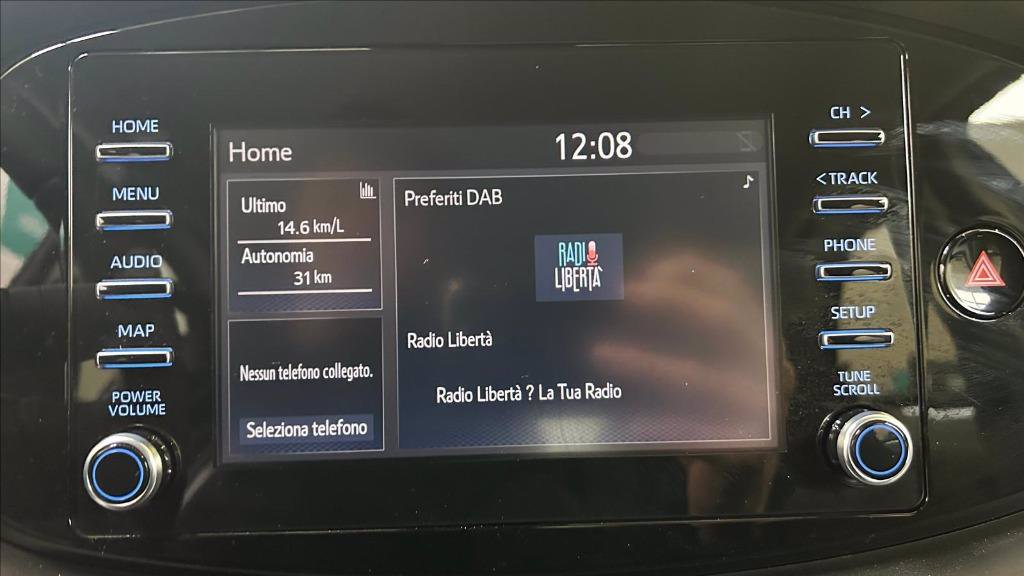 HOME
MENU
AUDIO
MAP
POWER
VOLUME
Home
12:08
Ultimo
14.6 km/L
Autonomia
31 km
Nessun telefono collegato.
Seleziona telefono
Preferiti DAB
RADI
LIBERTÀ
Radio Libertà
Radio Libertà ? La Tua Radio
CH >
< TRACK
PHONE
SETUP
TUNE
SCROLL